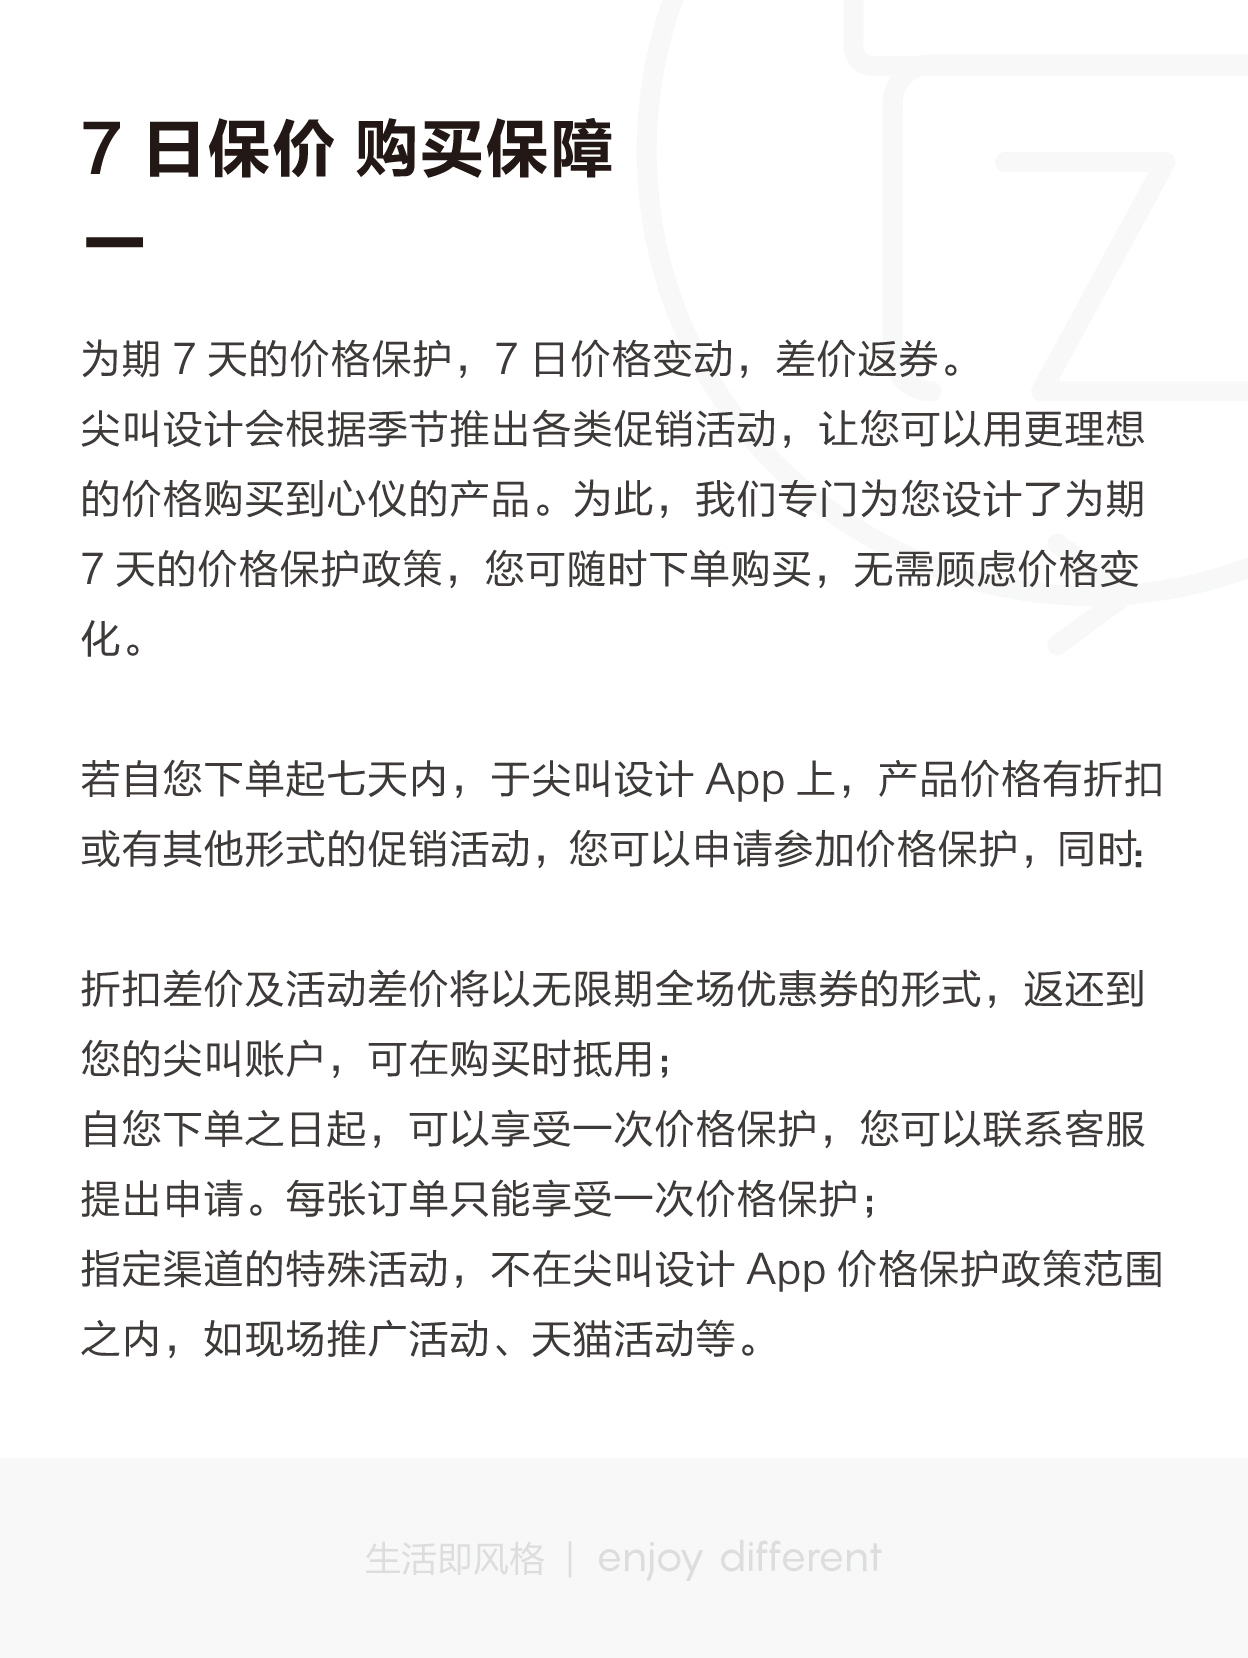 7 日保价 购买保障
为期 7 天的价格保护，7 日价格变动，差价返券。
尖叫设计会根据季节推出各类促销活动，让您可以用更理想
的价格购买到心仪的产品。为此，我们专门为您设计了为期
7 天的价格保护政策，您可随时下单购买，无需顾虑价格变
化。
若自您下单起七天内，于尖叫设计 App 上，产品价格有折扣
或有其他形式的促销活动，您可以申请参加价格保护，同时:
折扣差价及活动差价将以无限期全场优惠券的形式，返还到
您的尖叫账户，可在购买时抵用；
自您下单之日起，可以享受一次价格保护，您可以联系客服
提出申请。每张订单只能享受一次价格保护；
指定渠道的特殊活动，不在尖叫设计 App 价格保护政策范围
之内，如现场推广活动、天猫活动等。
生活即风格 | enjoy different